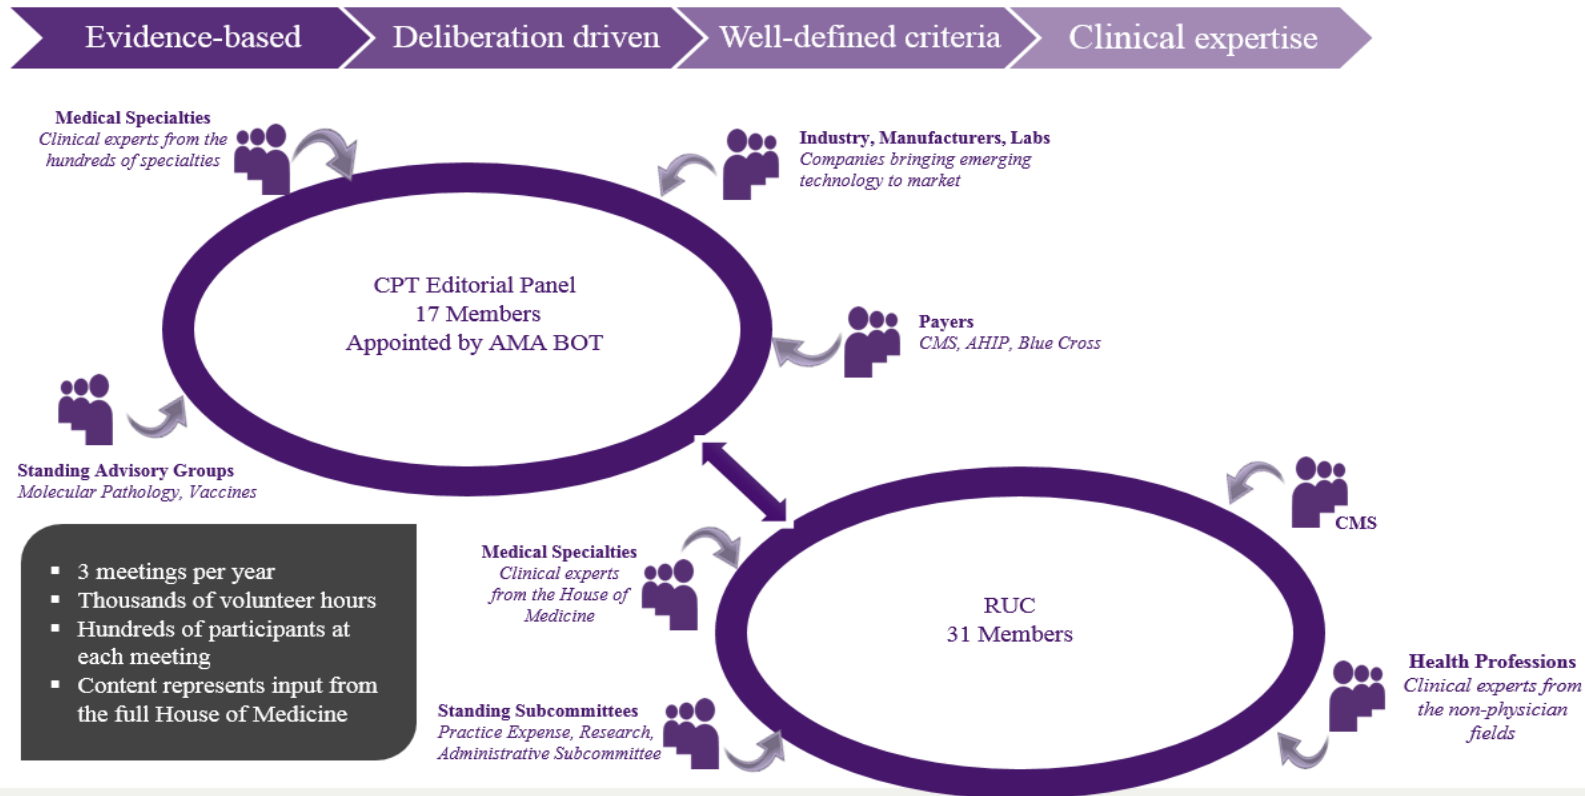 Evidence-based
Deliberation driven
Well-defined criteria
Clinical expertise
Medical Specialties
Clinical experts from the
hundreds of specialties
Industry, Manufacturers, Labs
Companies bringing emerging
technology to market
CPT Editorial Panel
17 Members
Appointed by AMA BOT
Payers
CMS, AHIP, Blue Cross
Standing Advisory Groups
Molecular Pathology, Vaccines
▪ 3 meetings per year
▪ Thousands of volunteer hours
▪ Hundreds of participants at
each meeting
▪ Content represents input from
the full House of Medicine
CMS
Medical Specialties
Clinical experts
from the House of
Medicine
RUC
31 Members
Health Professions
Clinical experts from
the non-physician
fields
Standing Subcommittees
Practice Expense, Research,
Administrative Subcommittee